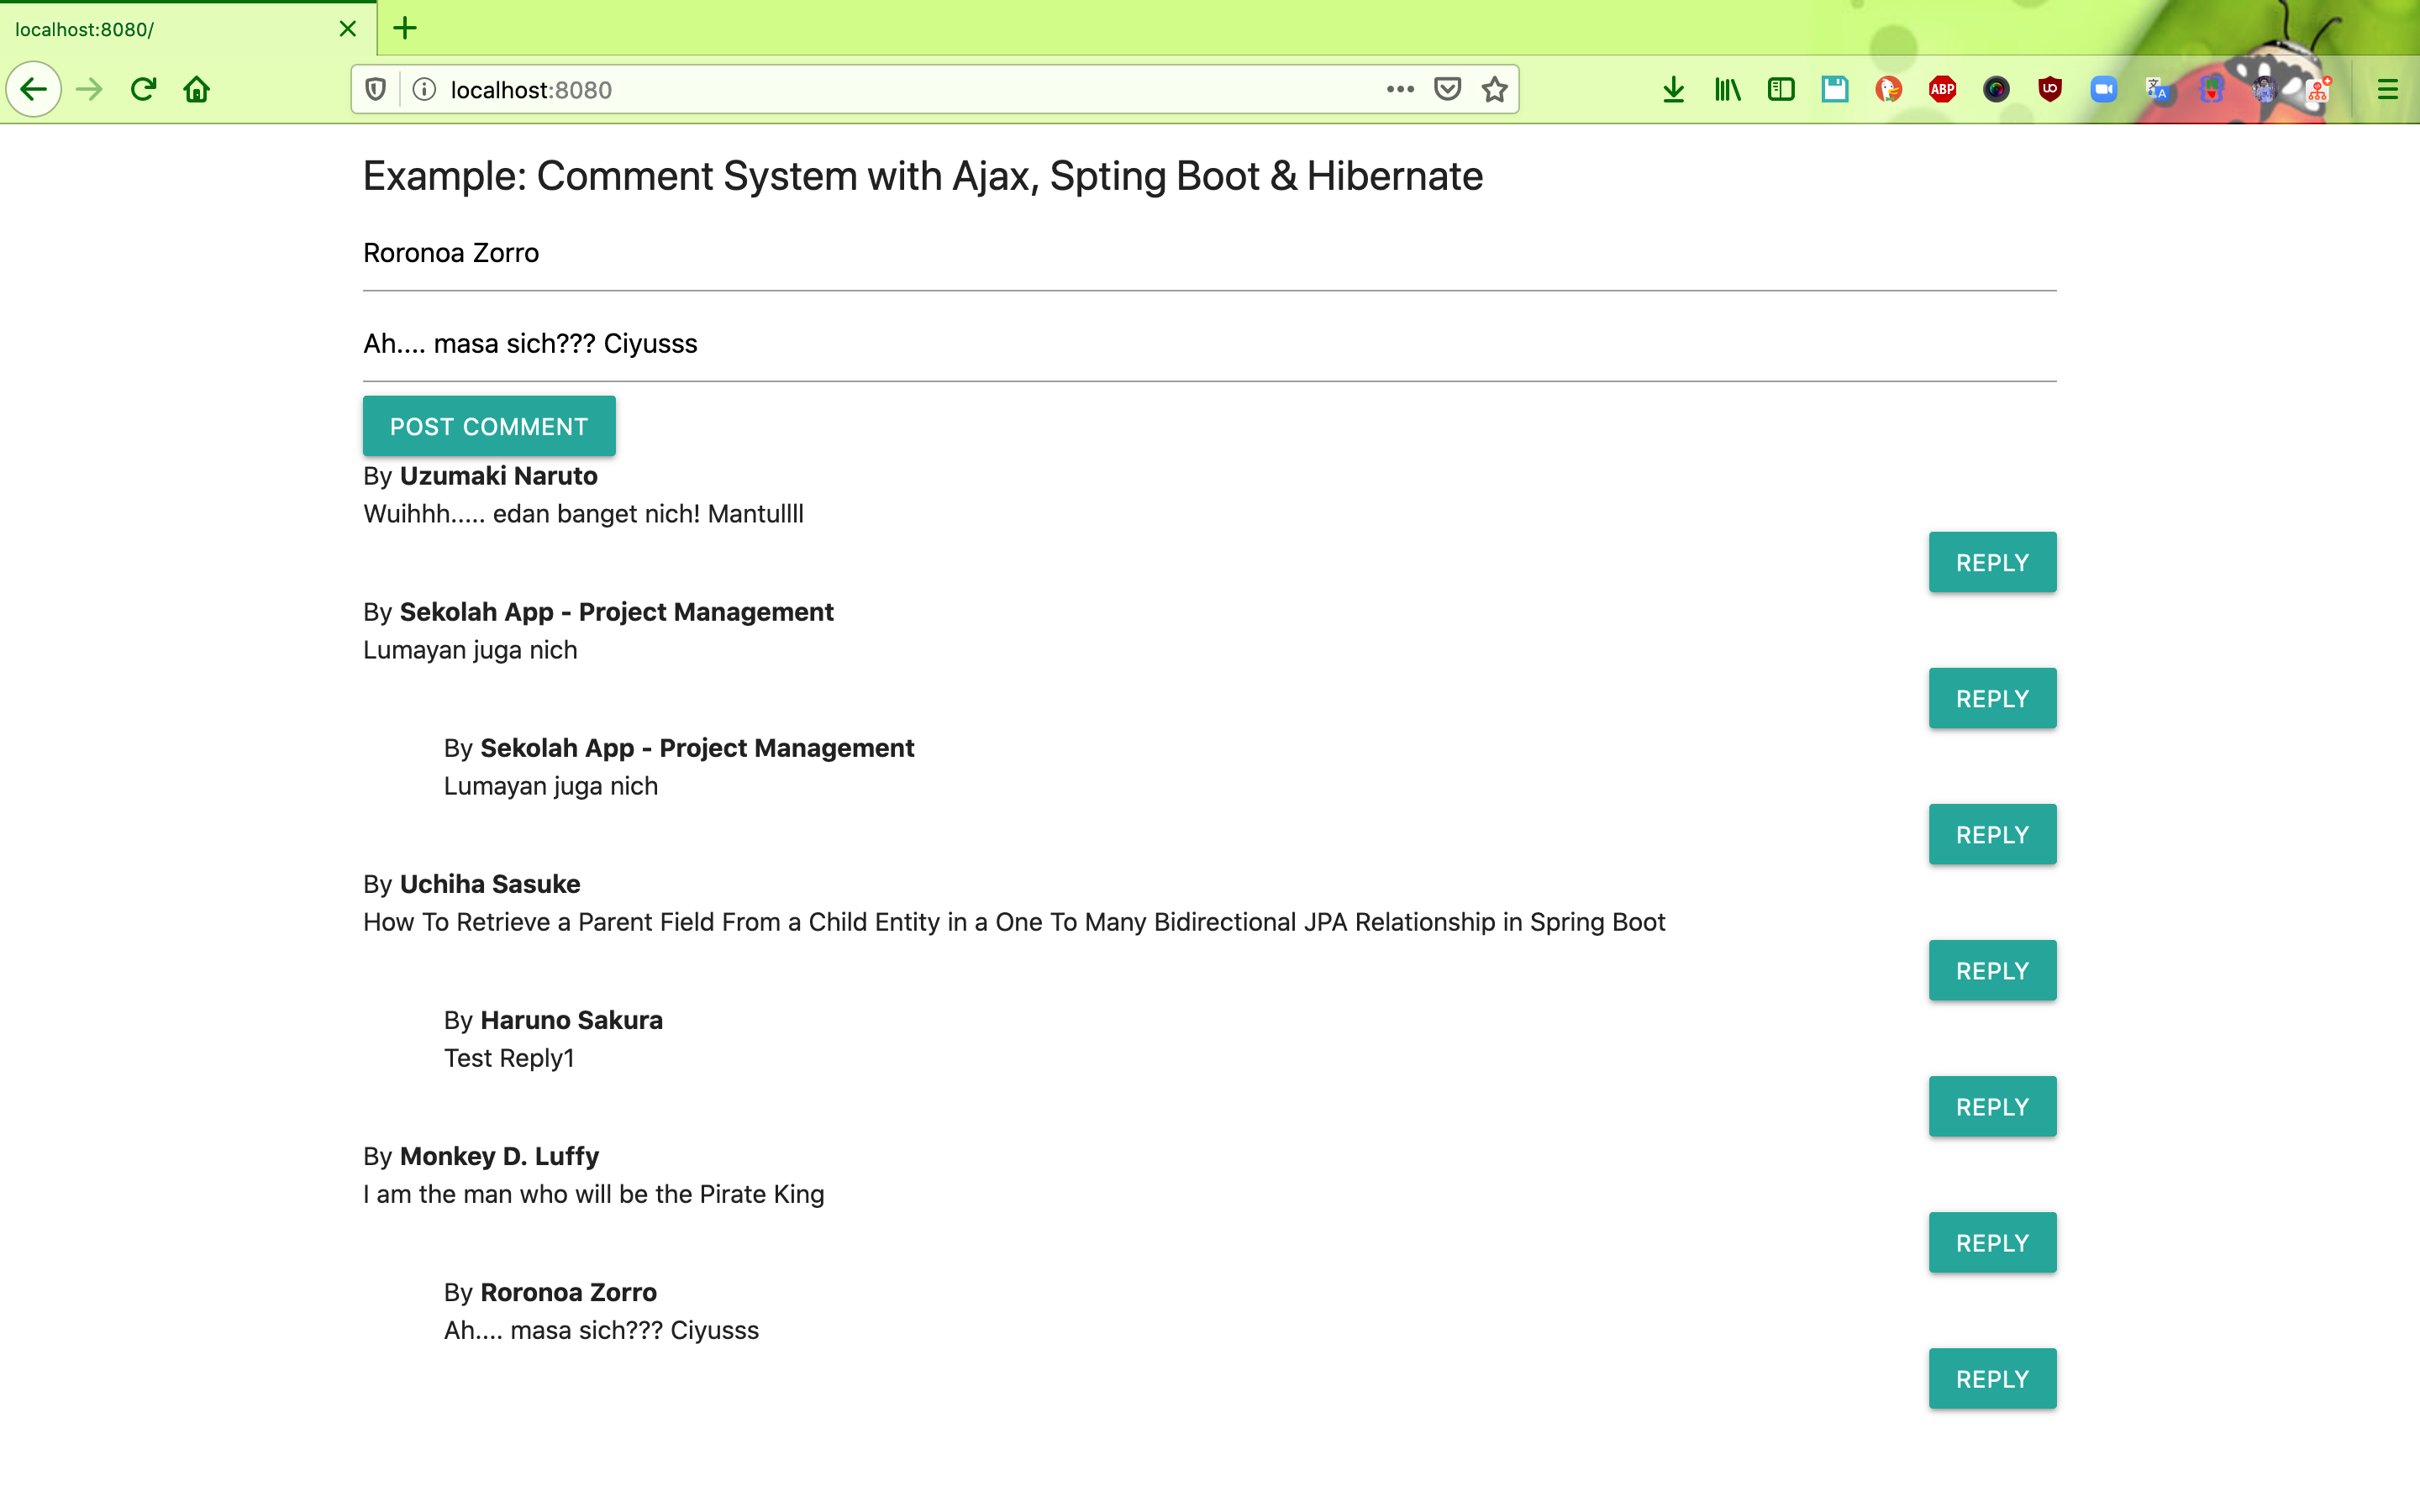 localhost:8080/
localhost:8080
ABP
Example: Comment System with Ajax, Spting Boot & Hibernate
Roronoa Zorro
Ah.... masa sich??? Ciyusss
POST COMMENT
By Uzumaki Naruto
Wuihhh..... edan banget nich! Mantullll
REPLY
By Sekolah App - Project Management
Lumayan juga nich
REPLY
By Sekolah App - Project Management
Lumayan juga nich
REPLY
By Uchiha Sasuke
How To Retrieve a Parent Field From a Child Entity in a One To Many Bidirectional JPA Relationship in Spring Boot
REPLY
By Haruno Sakura
Test Reply1
REPLY
By Monkey D. Luffy
I am the man who will be the Pirate King
REPLY
By Roronoa Zorro
Ah.... masa sich??? Ciyusss
REPLY